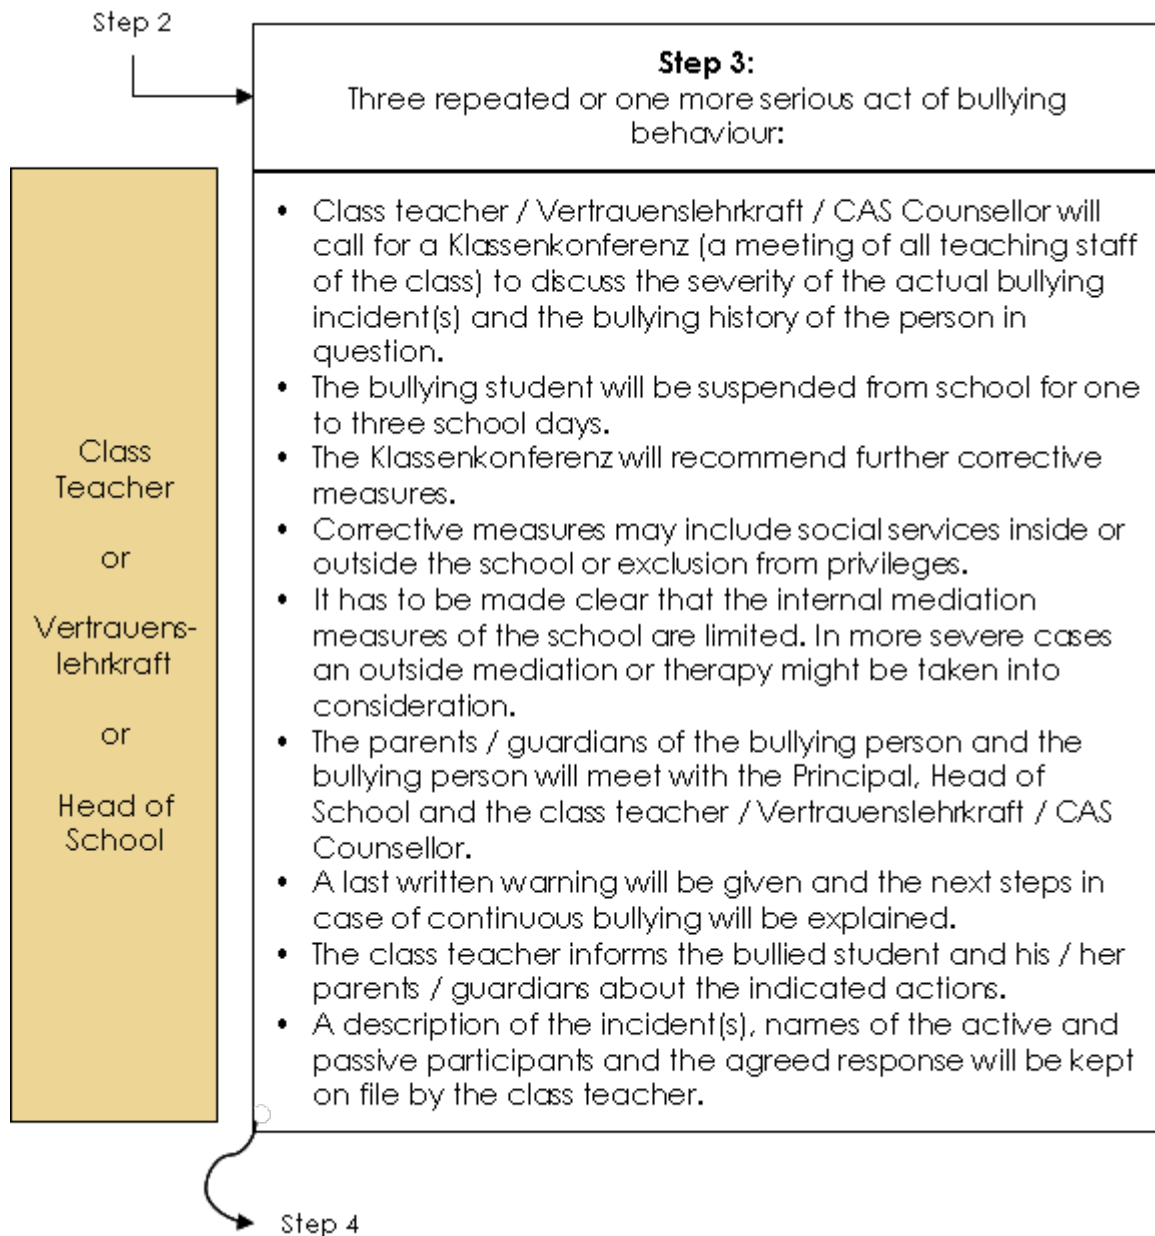 Step 2
Step 3:
Three repeated or one more serious act of bullying
behaviour:
Class
Teacher
or
Vertrauens-
lehrkraft
or
Head of
School
• Class teacher / Vertrauenslehrkraft / CAS Counsellor will
call for a Klassenkonferenz (a meeting of all teaching staff
of the class) to discuss the severity of the actual bullying
incident(s) and the bullying history of the person in
question.
• The bullying student will be suspended from school for one
to three school days.
• The Klassenkonferenz will recommend further corrective
measures.
• Corrective measures may include social services inside or
outside the school or exclusion from privileges.
• It has to be made clear that the internal mediation
measures of the school are limited. In more severe cases
an outside mediation or therapy might be taken into
consideration.
• The parents / guardians of the bullying person and the
bullying person will meet with the Principal, Head of
School and the class teacher / Vertrauenslehrkraft / CAS
Counsellor.
• A last written warning will be given and the next steps in
case of continuous bullying will be explained.
• The class teacher informs the bullied student and his / her
parents / guardians about the indicated actions.
• A description of the incident(s), names of the active and
passive participants and the agreed response will be kept
on file by the class teacher.
Step 4